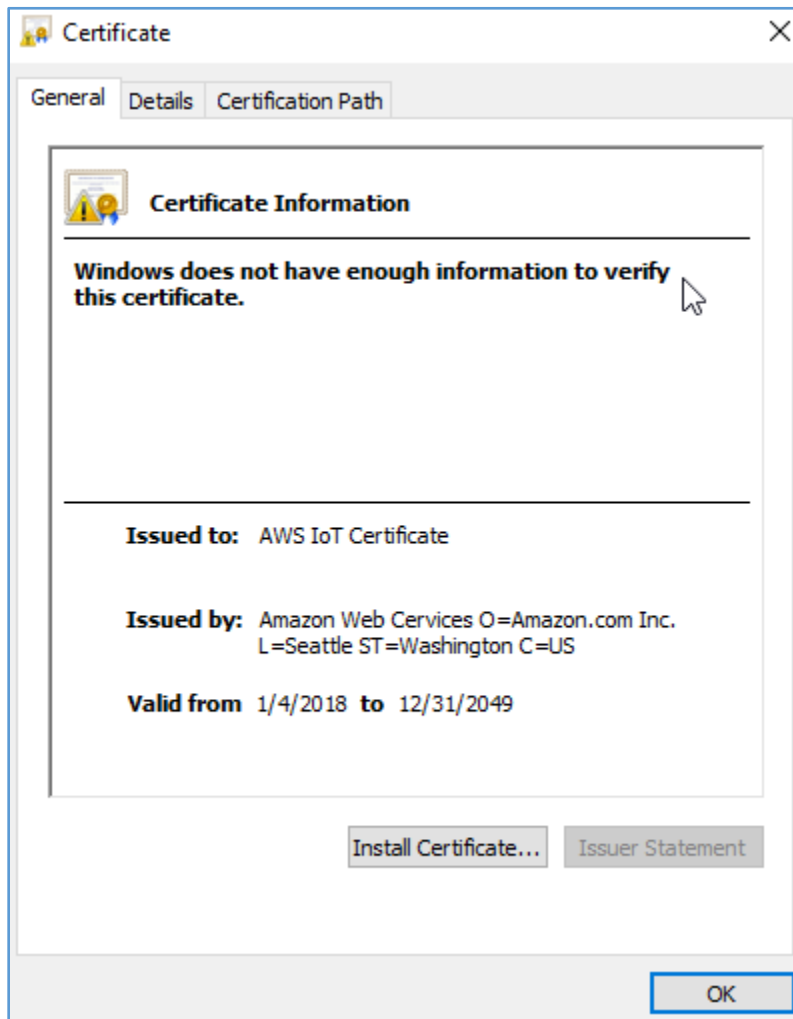 Certificate
General Details Certification Path
Certificate Information
Windows does not have enough information to verify
this certificate.
Issued to: AWS IoT Certificate
Issued by: Amazon Web Cervices O=Amazon.com Inc.
L=Seattle ST=Washington C=US
Valid from 1/4/2018 to 12/31/2049
Install Certificate... Issuer Statement
OK